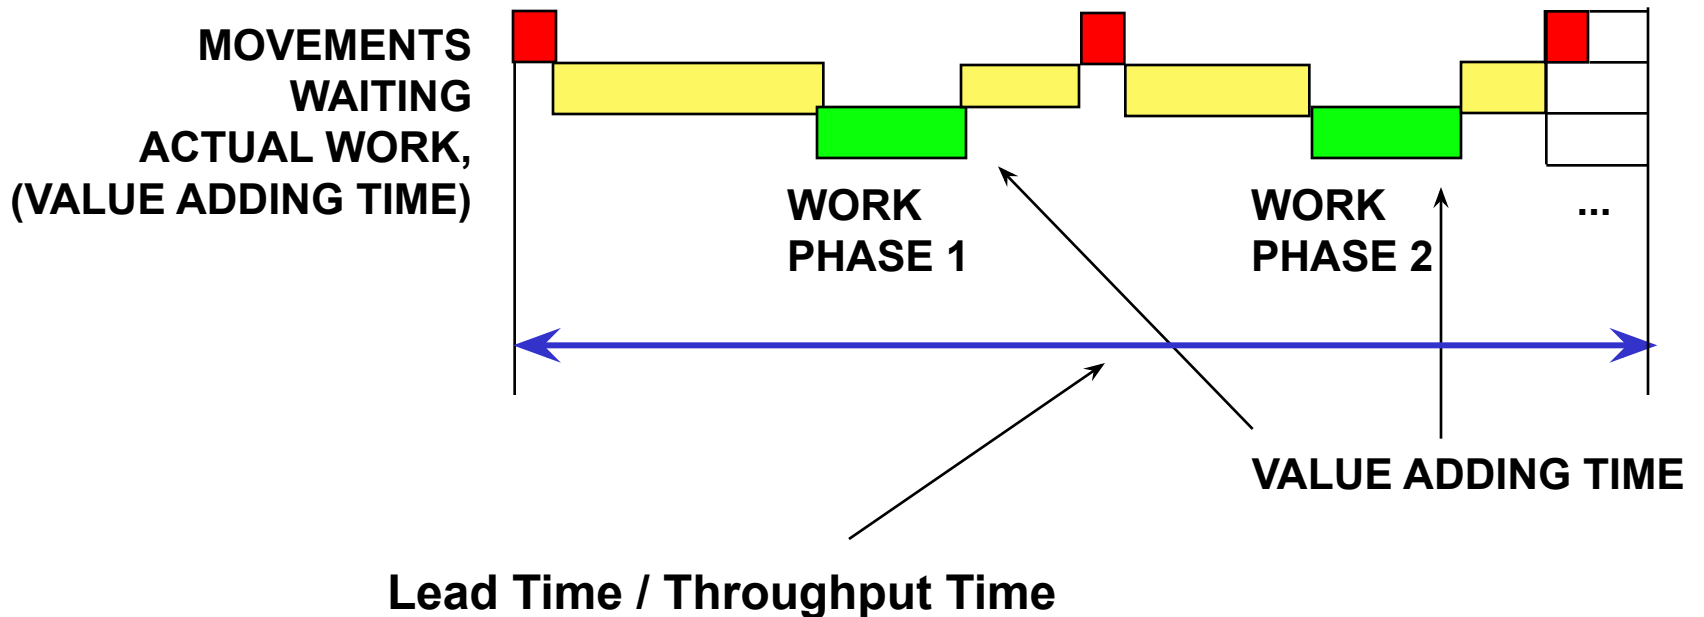 MOVEMENTS
WAITING
ACTUAL WORK,
(VALUE ADDING TIME)
WORK
PHASE 1
WORK
PHASE 2
...
VALUE ADDING TIME
Lead Time / Throughput Time